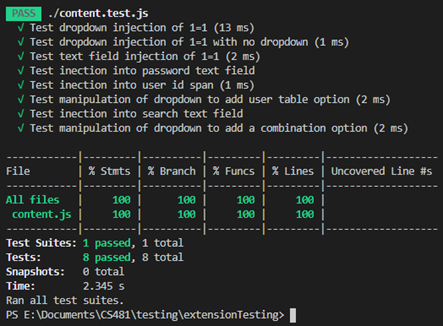 PASS ./content.test.js
√ Test dropdown injection of 1=1 (13 ms)
√ Test dropdown injection of 1=1 with no dropdown (1 ms)
√ Test text field injection of 1=1 (2 ms)
√ Test inection into password text field
√ Test inection into user id span (1 ms)
√ Test manipulation of dropdown to add user table option (2 ms)
√ Test inection into search text field
√ Test manipulation of dropdown to add a combination option (2 ms)
------------|---------|----------|---------|---------|-------------------
File        | % Stmts | % Branch | % Funcs | % Lines | Uncovered Line #s
------------|---------|----------|---------|---------|-------------------
All files   |     100 |      100 |     100 |     100 |
 content.js |     100 |      100 |     100 |     100 |
------------|---------|----------|---------|---------|-------------------
Test Suites: 1 passed, 1 total
Tests:       8 passed, 8 total
Snapshots:   0 total
Time:        2.345 s
Ran all test suites.
PS E:\Documents\CS481\testing\extensionTesting>